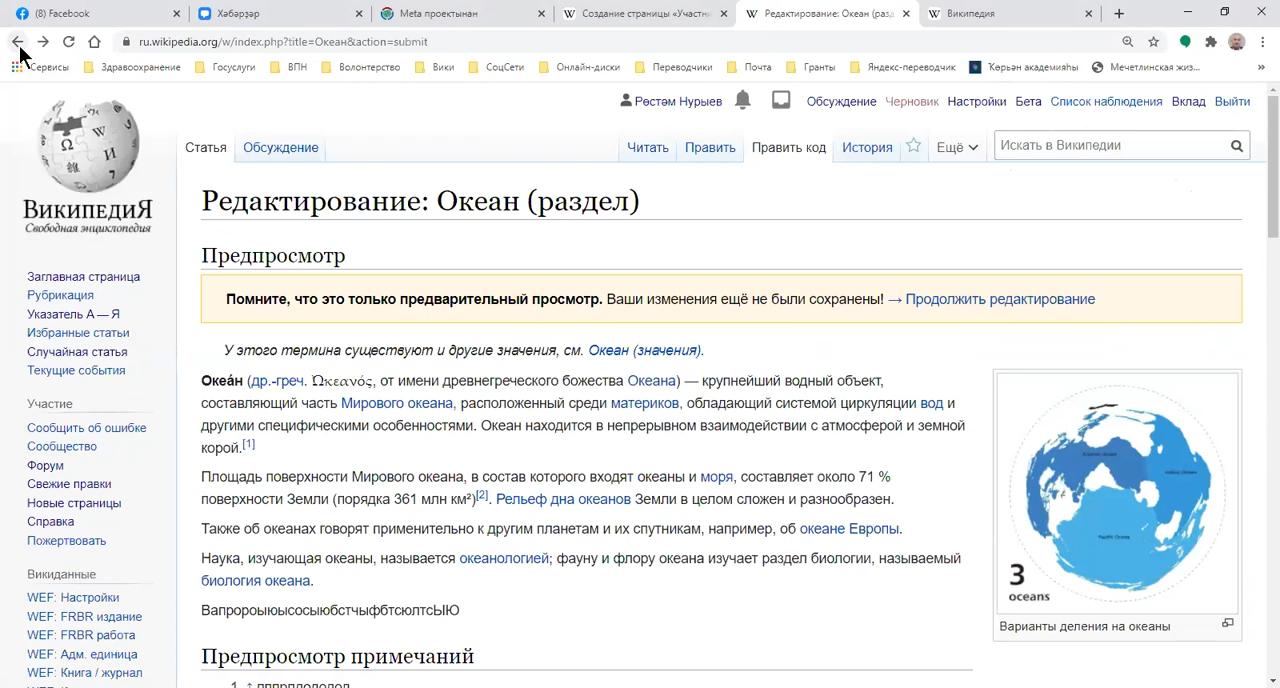 (8) Facebook
Хәбәрҙәр
Мета проектынан
Создание страницы «Участн
Редактирование: Океан (разд
Википедия
ru.wikipedia.org/w/index.php?title=Океан&action=submit
Сервисы
Здравоохранение
Госуслуги
ВПН
Волонтерство
Вики
СоцСети
Онлайн-диски
Переводчики
Почта
Гранты
Яндекс-переводчик
Ҡөрьән академияһы
Мечетлинская жиз...
»
Рөстәм Нурыев
Обсуждение
Черновик
Настройки
Бета
Список наблюдения
Вклад
Выйти
Статья
Обсуждение
Читать
Править
Править код
История
Ещё
Искать в Википедии
ВИКИПЕДИЯ
Свободная энциклопедия
Заглавная страница
Рубрикация
Указатель А — Я
Избранные статьи
Случайная статья
Текущие события
Участие
Сообщить об ошибке
Сообщество
Форум
Свежие правки
Новые страницы
Справка
Пожертвовать
Викиданные
WEF: Настройки
WEF: FRBR издание
WEF: FRBR работа
WEF: Адм. единица
WEF: Книга / журнал
Редактирование: Океан (раздел)
Предпросмотр
Помните, что это только предварительный просмотр. Ваши изменения ещё не были сохранены! → Продолжить редактирование
У этого термина существуют и другие значения, см. Океан (значения).
Океа́н (др.-греч. Ὠκεανός, от имени древнегреческого божества Океана) — крупнейший водный объект,
составляющий часть Мирового океана, расположенный среди материков, обладающий системой циркуляции вод и
другими специфическими особенностями. Океан находится в непрерывном взаимодействии с атмосферой и земной
корой.[1]
Площадь поверхности Мирового океана, в состав которого входят океаны и моря, составляет около 71 %
поверхности Земли (порядка 361 млн км²)[2]. Рельеф дна океанов Земли в целом сложен и разнообразен.
Также об океанах говорят применительно к другим планетам и их спутникам, например, об океане Европы.
Наука, изучающая океаны, называется океанологией; фауну и флору океана изучает раздел биологии, называемый
биология океана.
ВапророыюысосыюбстчыфбтсюлтсЫЮ
Pacific Ocean
3
oceans
Варианты деления на океаны
Предпросмотр примечаний